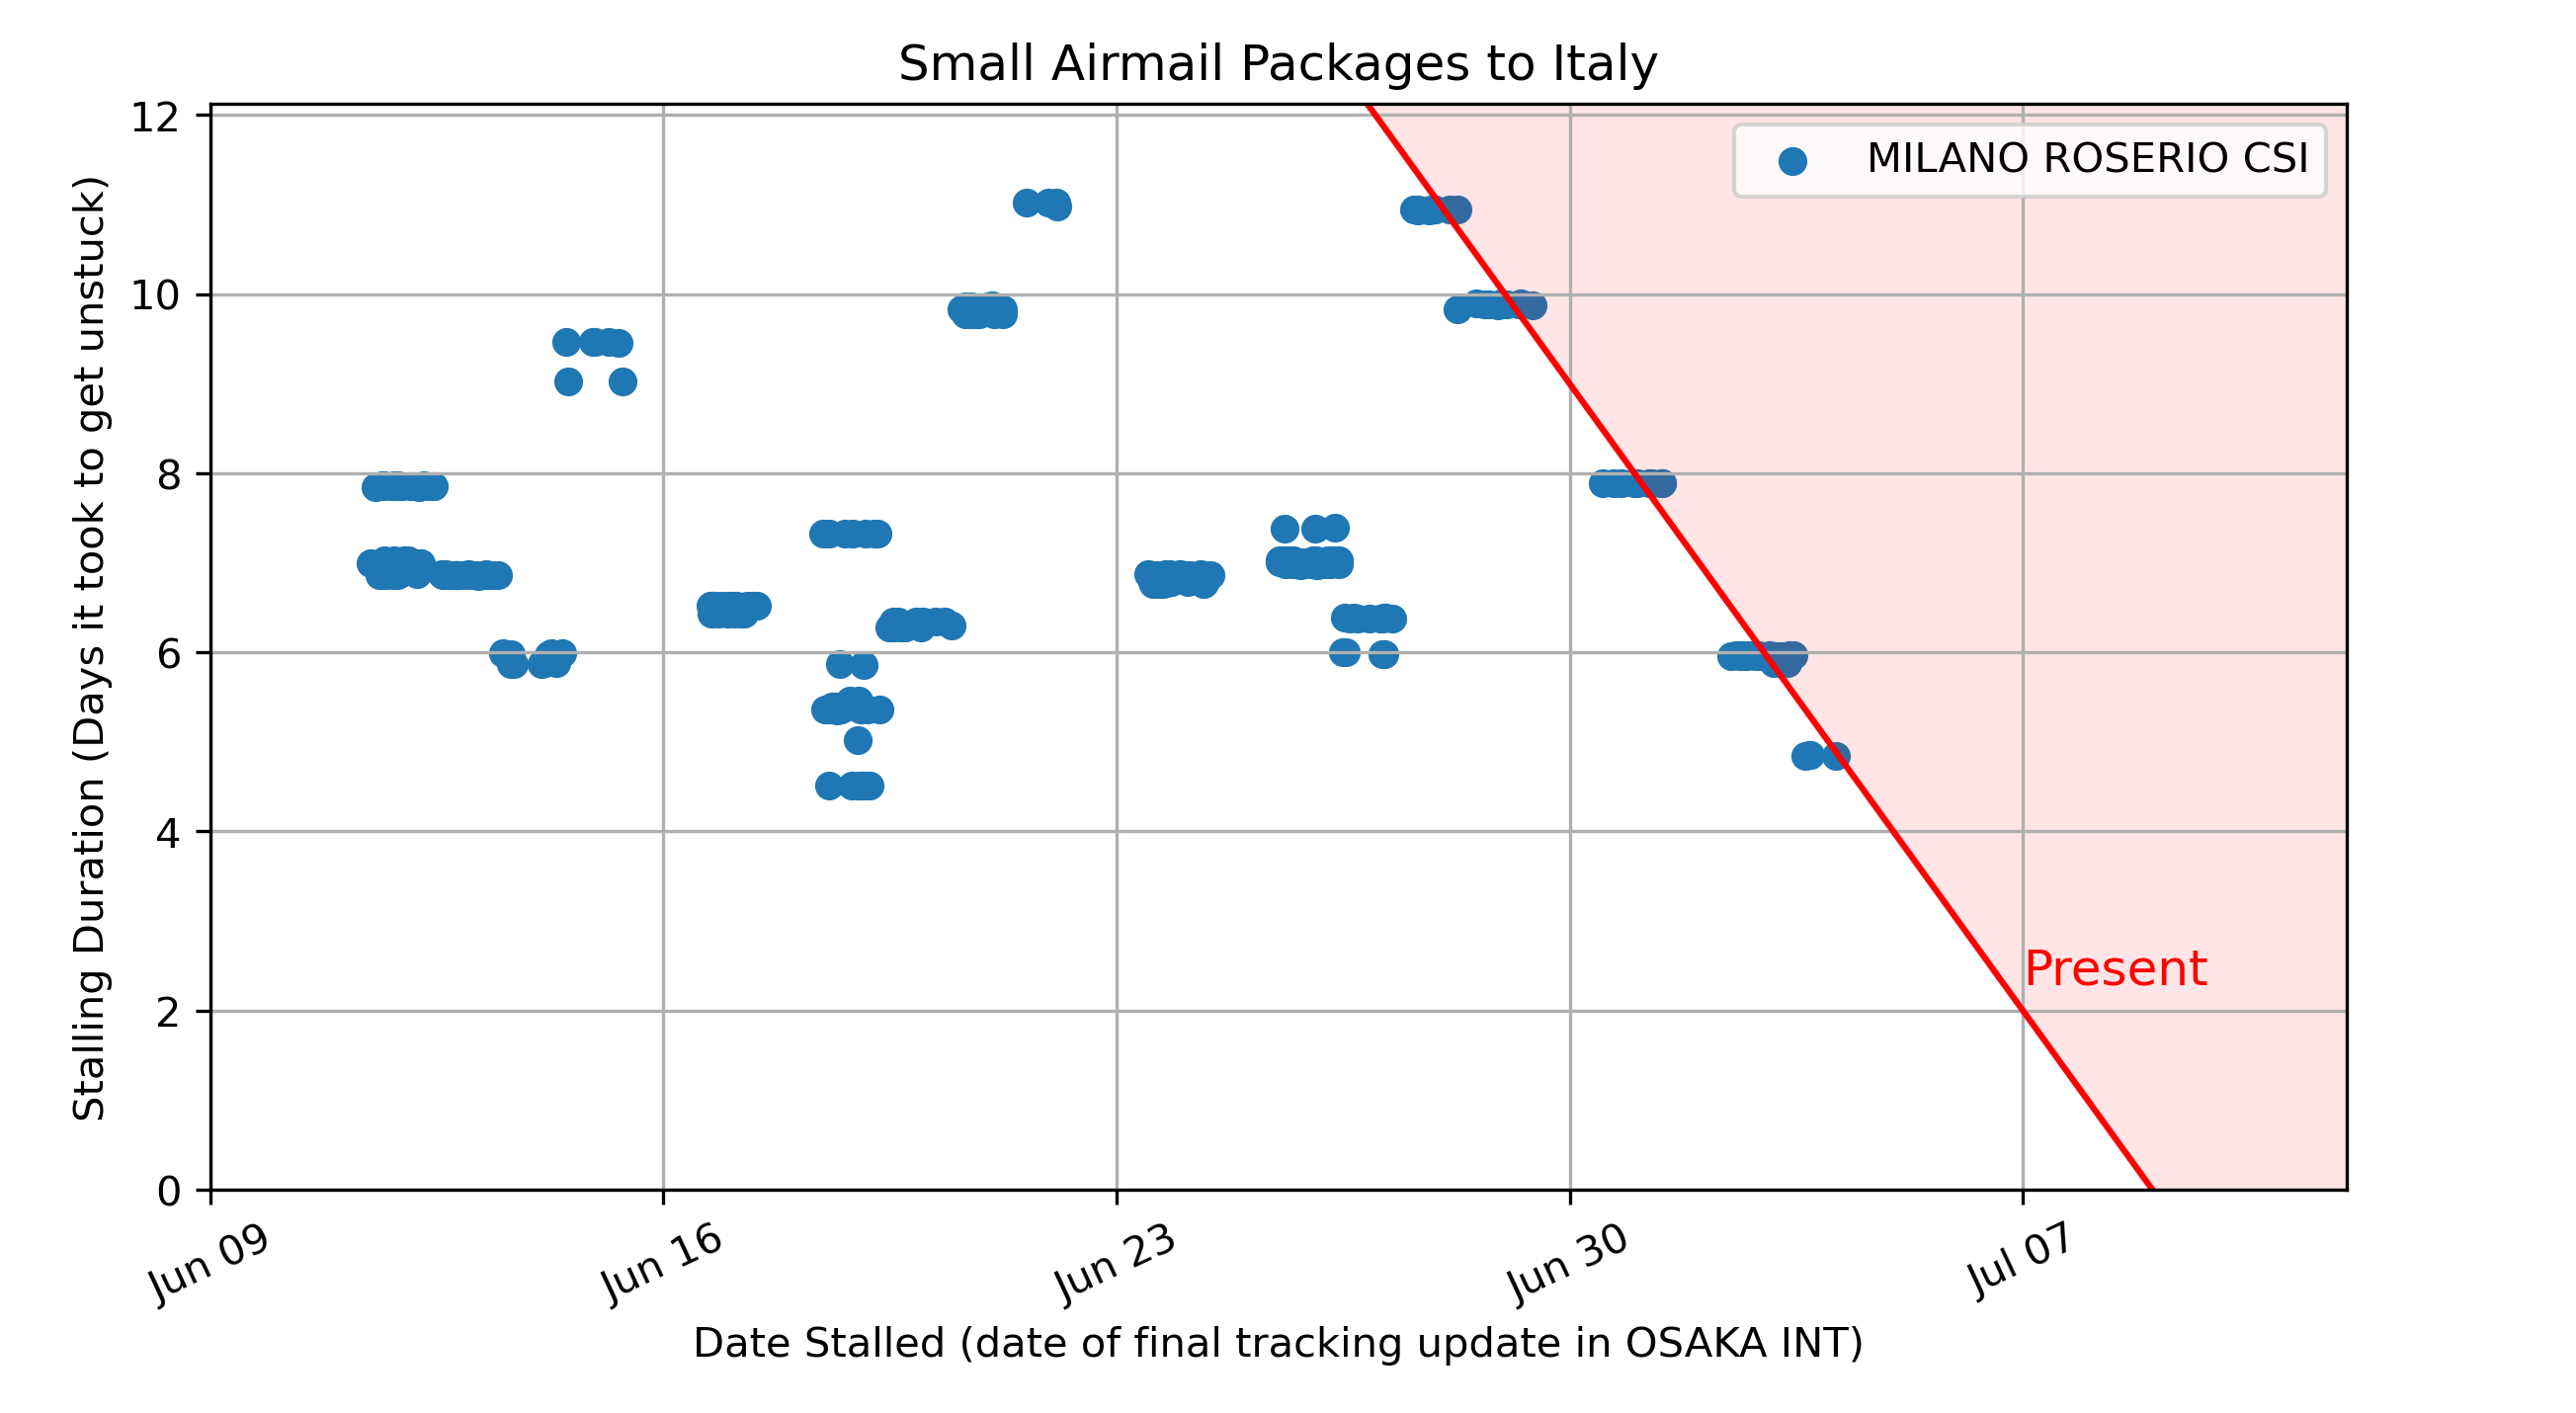 Small Airmail Packages to Italy
MILANO ROSERIO CSI
Stalling Duration (Days it took to get unstuck)
12
10
8
6
4
2
0
Present
Jun 09
Jun 16
Jun 23
Jun 30
Jul 07
Date Stalled (date of final tracking update in OSAKA INT)